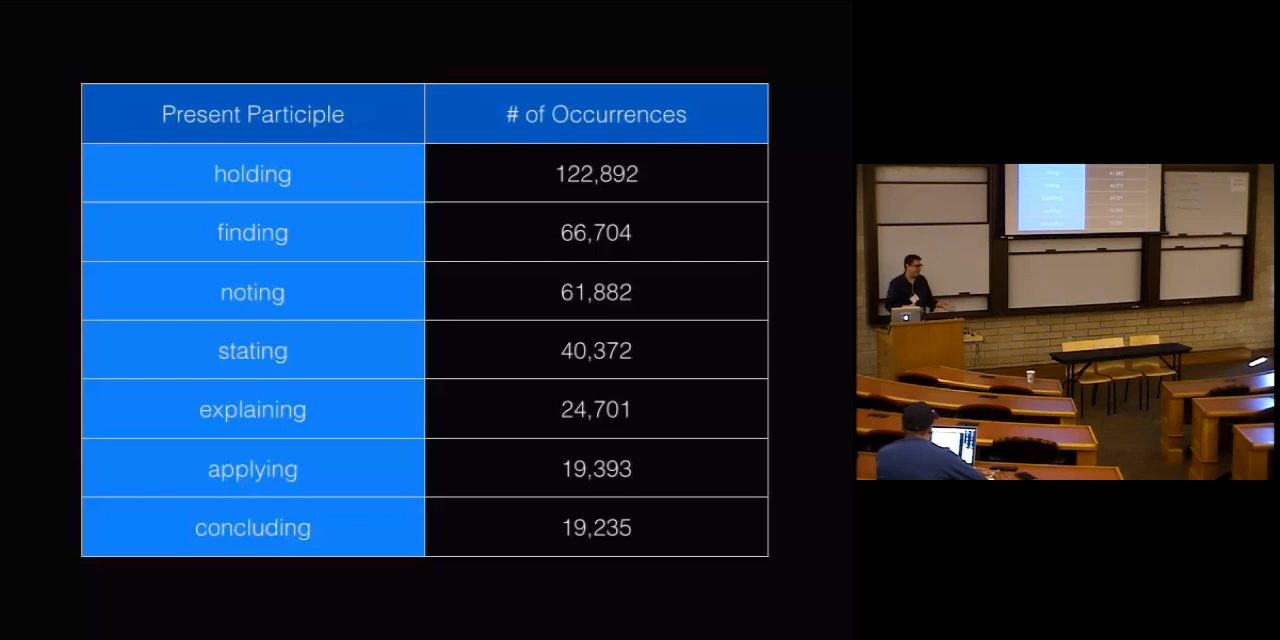 Present Participle # of Occurrences
holding 122,892
finding 66,704
noting 61,882
stating 40,372
explaining 24,701
applying 19,393
concluding 19,235